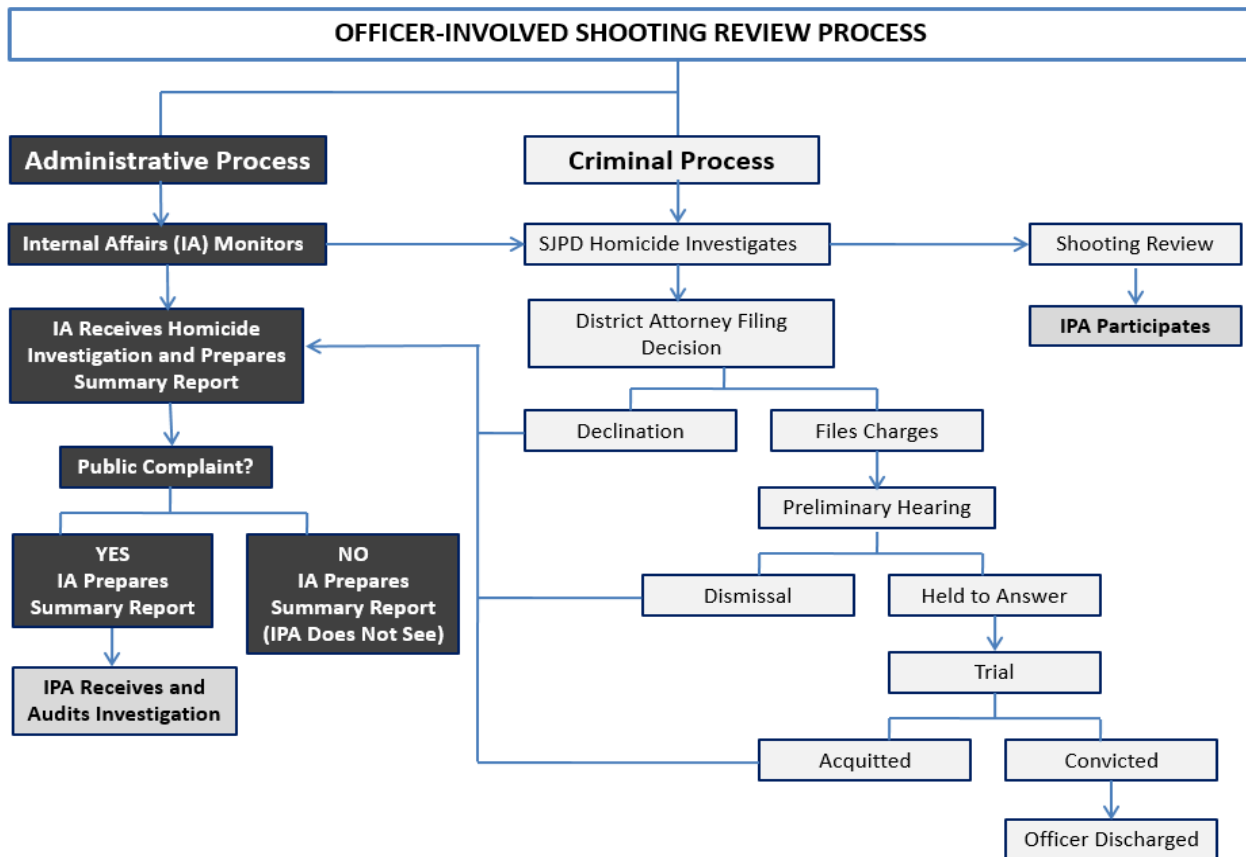 OFFICER-INVOLVED SHOOTING REVIEW PROCESS
Administrative Process
Criminal Process
Internal Affairs (IA) Monitors
SJPD Homicide Investigates
Shooting Review
IA Receives Homicide
Investigation and Prepares
Summary Report
District Attorney Filing
Decision
IPA Participates
Declination
Files Charges
Public Complaint?
Preliminary Hearing
YES
IA Prepares
Summary Report
NO
IA Prepares
Summary Report
(IPA Does Not See)
Dismissal
Held to Answer
IPA Receives and
Audits Investigation
Trial
Acquitted
Convicted
Officer Discharged